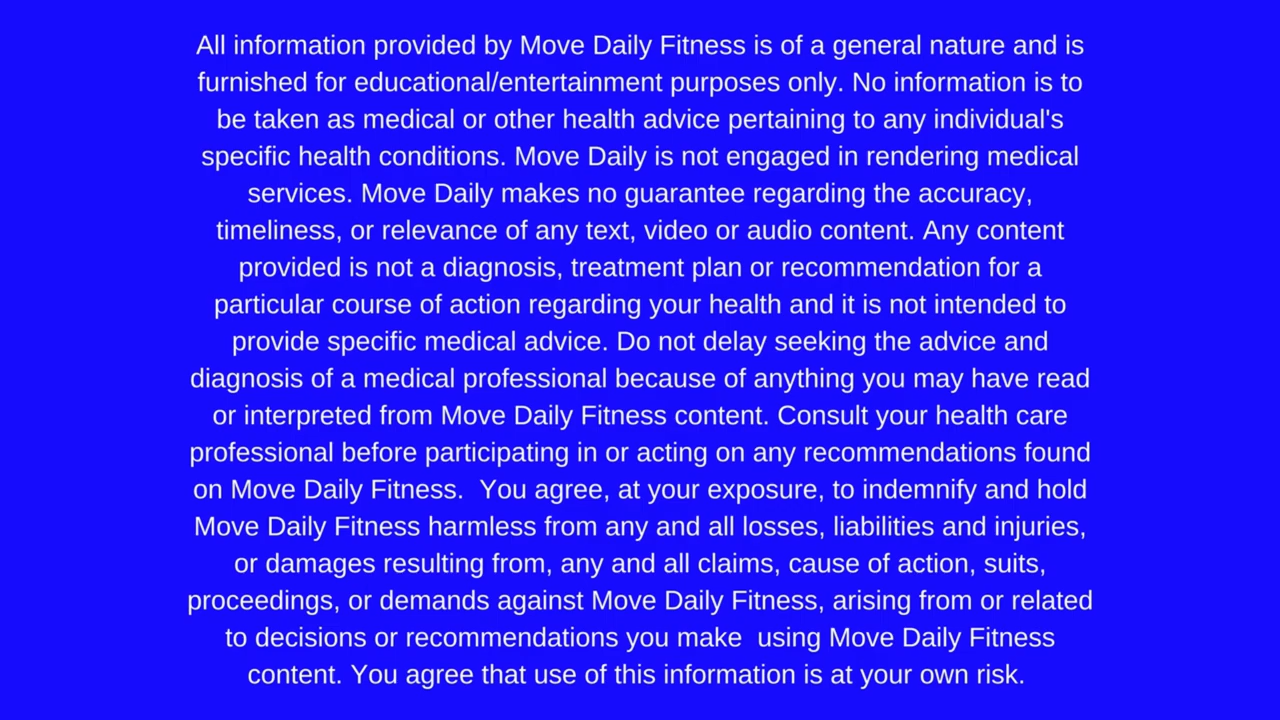 All information provided by Move Daily Fitness is of a general nature and is
furnished for educational/entertainment purposes only. No information is to
be taken as medical or other health advice pertaining to any individual's
specific health conditions. Move Daily is not engaged in rendering medical
services. Move Daily makes no guarantee regarding the accuracy,
timeliness, or relevance of any text, video or audio content. Any content
provided is not a diagnosis, treatment plan or recommendation for a
particular course of action regarding your health and it is not intended to
provide specific medical advice. Do not delay seeking the advice and
diagnosis of a medical professional because of anything you may have read
or interpreted from Move Daily Fitness content. Consult your health care
professional before participating in or acting on any recommendations found
on Move Daily Fitness.  You agree, at your exposure, to indemnify and hold
Move Daily Fitness harmless from any and all losses, liabilities and injuries,
or damages resulting from, any and all claims, cause of action, suits,
proceedings, or demands against Move Daily Fitness, arising from or related
to decisions or recommendations you make  using Move Daily Fitness
content. You agree that use of this information is at your own risk.